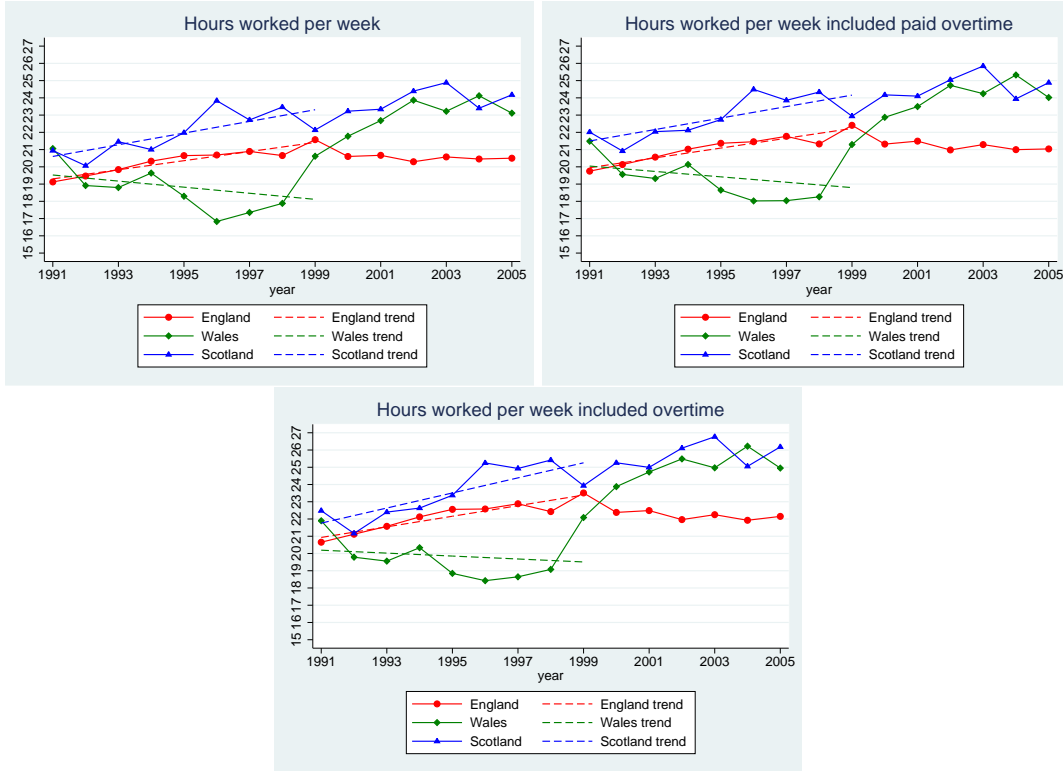 Hours worked per week
15 16 17 18 19 20 21 22 23 24 25 26 27
1991 1993 1995 1997 1999 2001 2003 2005
year
England England trend
Wales Wales trend
Scotland Scotland trend
Hours worked per week included paid overtime
15 16 17 18 19 20 21 22 23 24 25 26 27
1991 1993 1995 1997 1999 2001 2003 2005
year
England England trend
Wales Wales trend
Scotland Scotland trend
Hours worked per week included overtime
15 16 17 18 19 20 21 22 23 24 25 26 27
1991 1993 1995 1997 1999 2001 2003 2005
year
England England trend
Wales Wales trend
Scotland Scotland trend